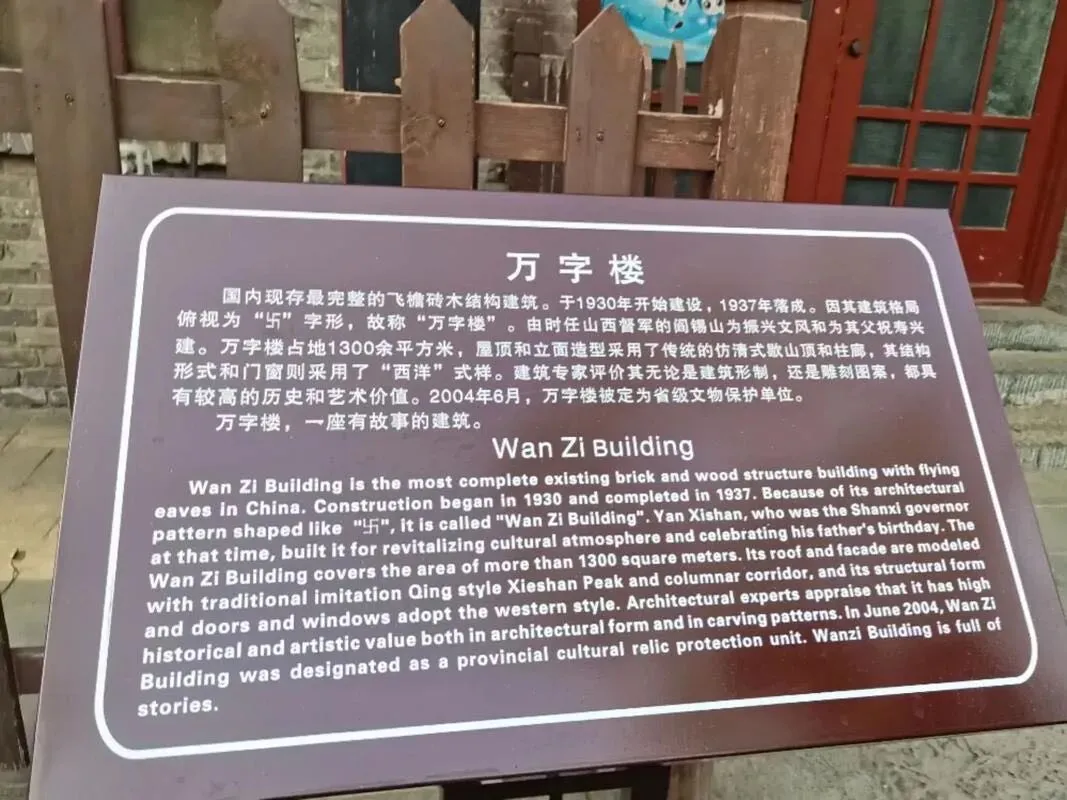 万字楼
国内现存最完整的飞檐砖木结构建筑。于1930年开始建设，1937年落成。因其建筑格局
俯视为“卐”字形，故称“万字楼”。由时任山西督军的阎锡山为振兴文风和为其父祝寿兴
建。万字楼占地1300余平方米，屋顶和立面造型采用了传统的仿清式歇山顶和柱廊，其结构
形式和门窗则采用了“西洋”式样。建筑专家评价其无论是建筑形制，还是雕刻图案，都具
有较高的历史和艺术价值。2004年6月，万字楼被定为省级文物保护单位。
万字楼，一座有故事的建筑。
Wan Zi Building
Wan Zi Building is the most complete existing brick and wood structure building with flying
eaves in China. Construction began in 1930 and completed in 1937. Because of its architectural
pattern shaped like "卐", it is called "Wan Zi Building". Yan Xishan, who was the Shanxi governor
at that time, built it for revitalizing cultural atmosphere and celebrating his father's birthday. The
Wan Zi Building covers the area of more than 1300 square meters. Its roof and facade are modeled
with traditional imitation Qing style Xieshan Peak and columnar corridor, and its structural form
and doors and windows adopt the western style. Architectural experts appraise that it has high
historical and artistic value both in architectural form and in carving patterns. In June 2004, Wan Zi
Building was designated as a provincial cultural relic protection unit. Wanzi Building is full of
stories.